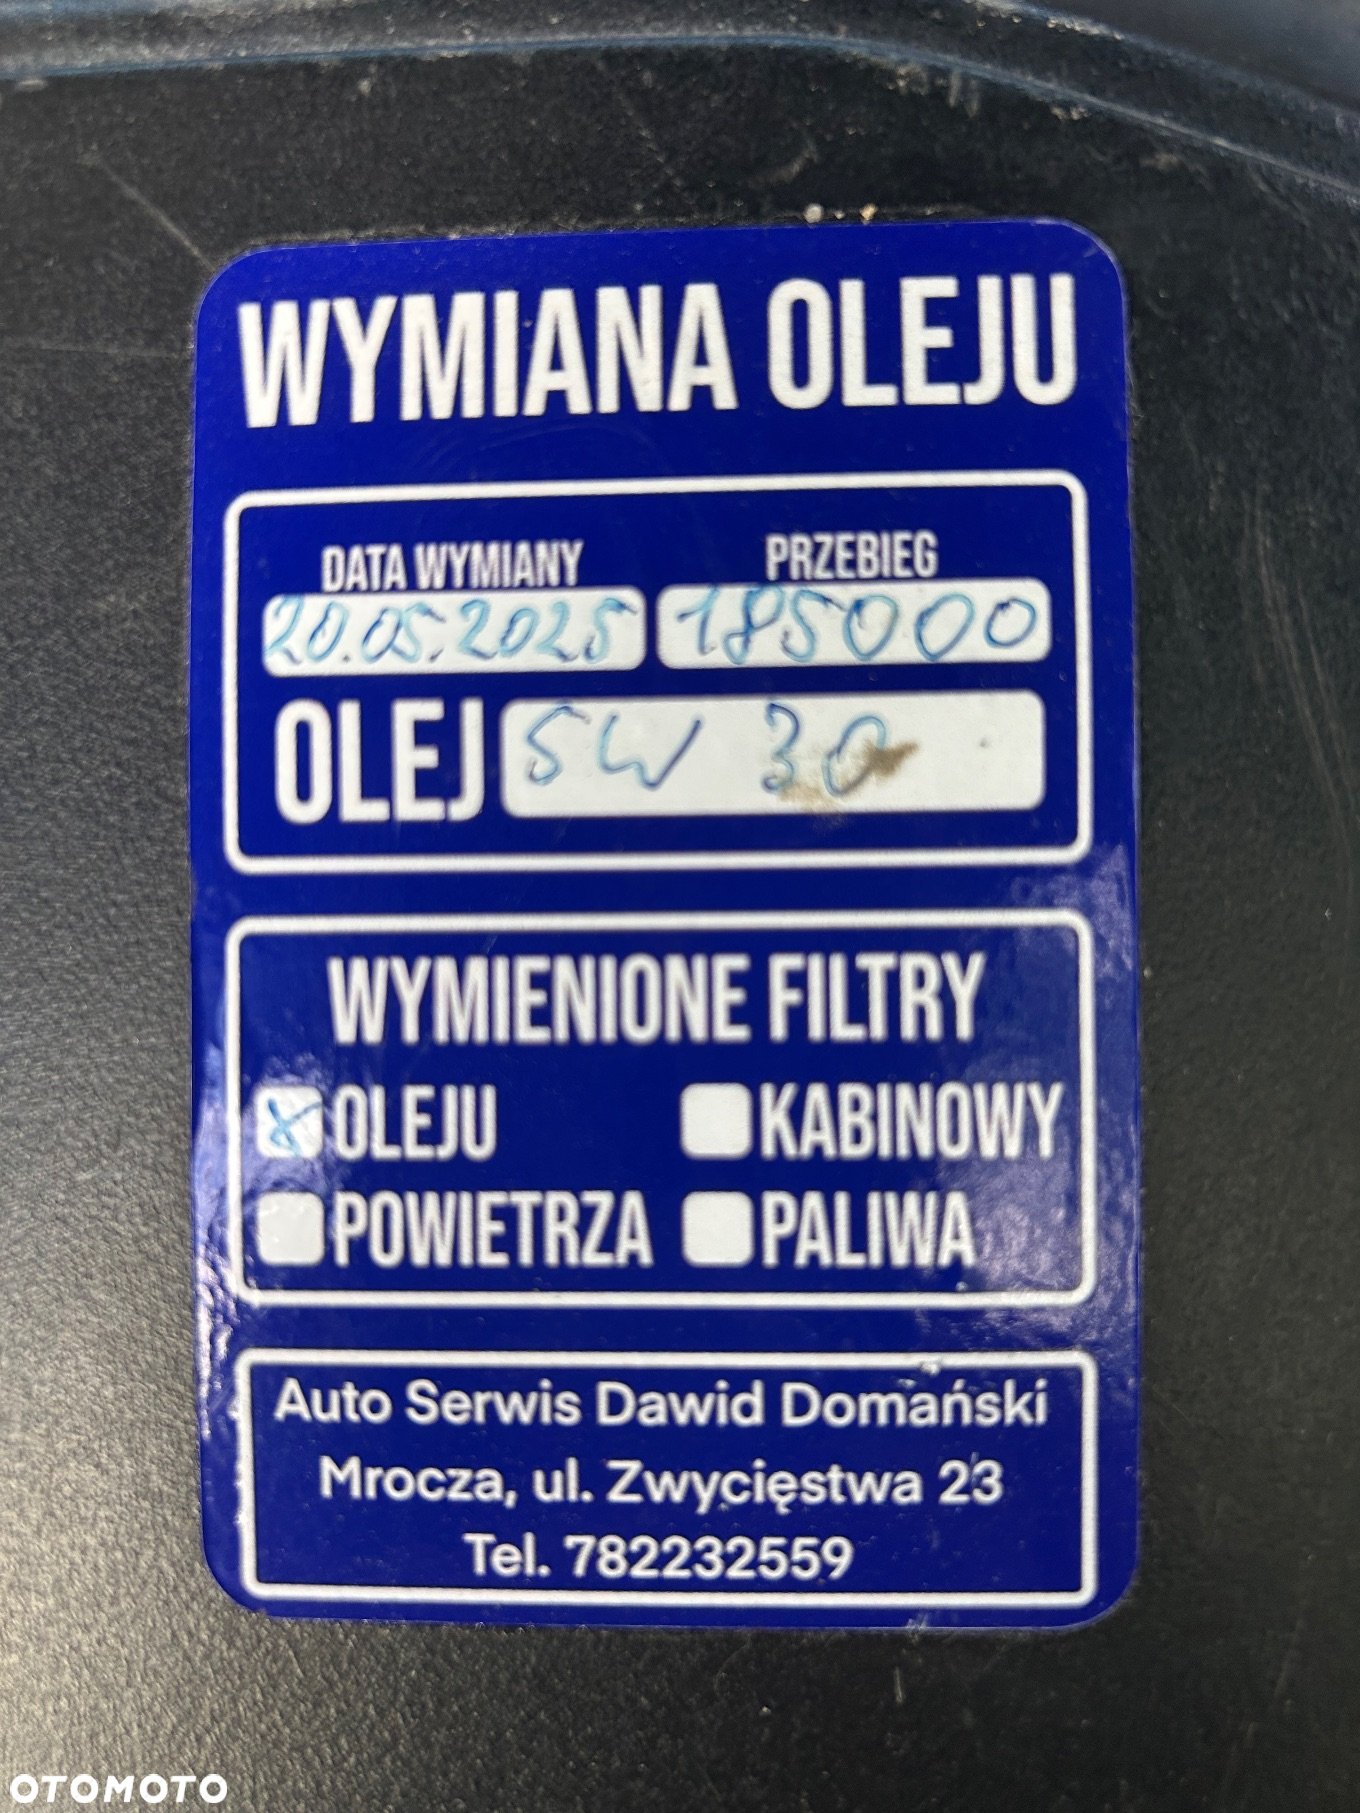 WYMIANA OLEJU
DATA WYMIANY PRZEBIEG
20.05.2025 185000
OLEJ 5W 30
WYMIENIONE FILTRY
x OLEJU KABINOWY
POWIETRZA PALIWA
Auto Serwis Dawid Domański
Mrocza, ul. Zwycięstwa 23
Tel. 782232559
OTOMOTO